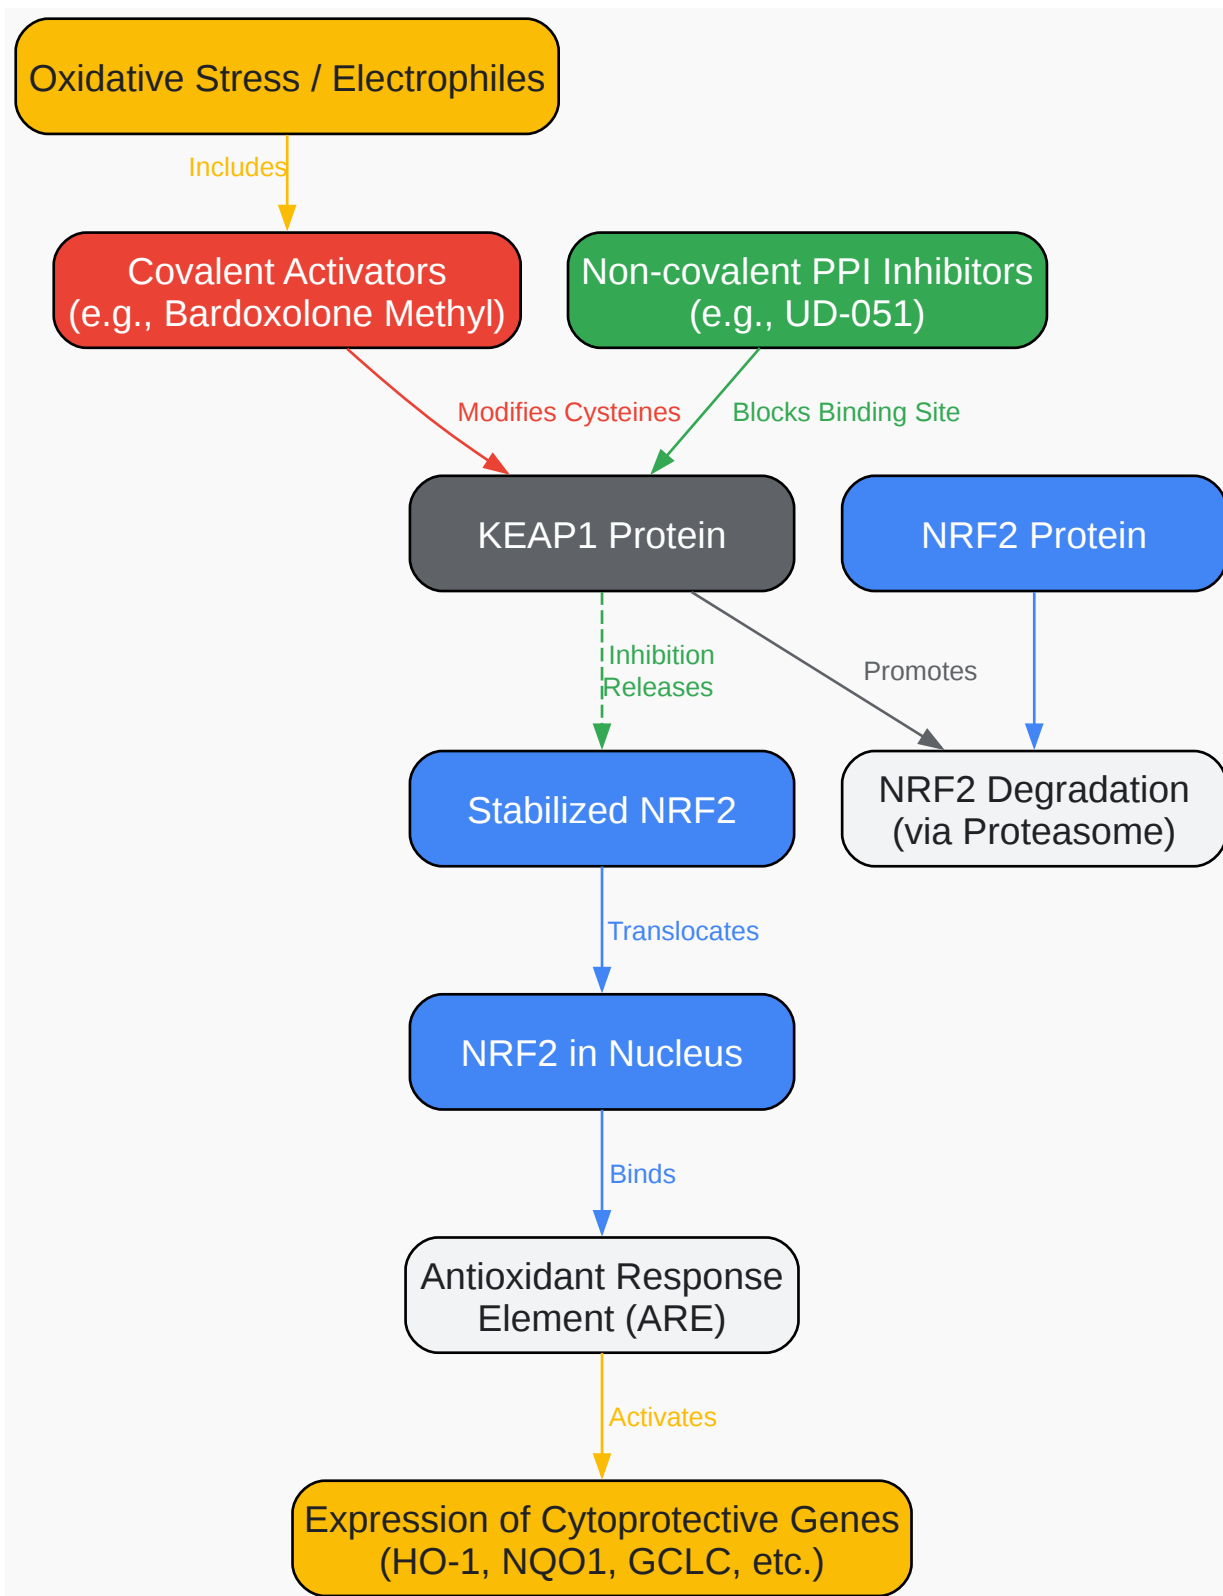 Oxidative Stress / Electrophiles
Includes
Covalent Activators
(e.g., Bardoxolone Methyl)
Non-covalent PPI Inhibitors
(e.g., UD-051)
Modifies Cysteines
Blocks Binding Site
KEAP1 Protein
NRF2 Protein
Inhibition
Releases
Promotes
Stabilized NRF2
NRF2 Degradation
(via Proteasome)
Translocates
NRF2 in Nucleus
Binds
Antioxidant Response
Element (ARE)
Activates
Expression of Cytoprotective Genes
(HO-1, NQO1, GCLC, etc.)